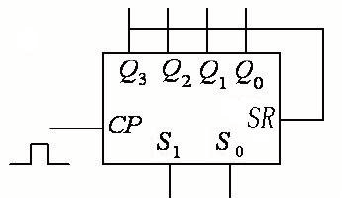 Q₃ Q₂ Q₁ Q₀
SR
CP
S₁ S₀